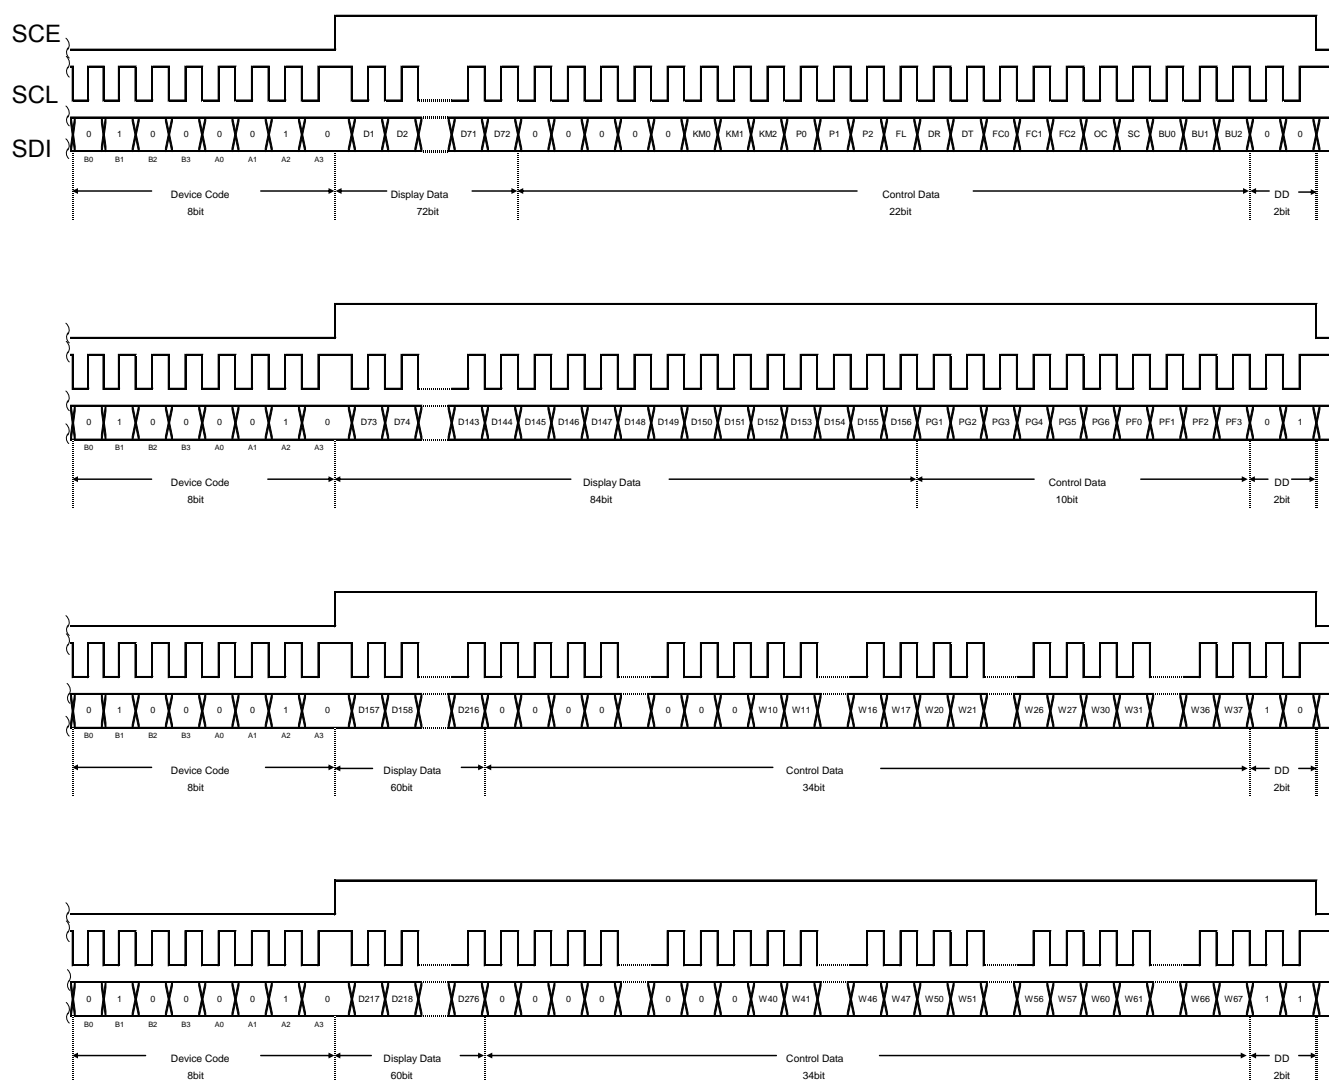 SCE
SCL
SDI
0 1 0 0 0 0 1 0 D1 D2 D71 D72 0 0 0 0 0 KM0 KM1 KM2 P0 P1 P2 FL DR DT FC0 FC1 FC2 OC SC BU0 BU1 BU2 0 0
B0 B1 B2 B3 A0 A1 A2 A3
Device Code Display Data Control Data DD
8bit 72bit 22bit 2bit
0 1 0 0 0 0 1 0 D73 D74 D143 D144 D145 D146 D147 D148 D149 D150 D151 D152 D153 D154 D155 D156 PG1 PG2 PG3 PG4 PG5 PG6 PF0 PF1 PF2 PF3 0 1
B0 B1 B2 B3 A0 A1 A2 A3
Device Code Display Data Control Data DD
8bit 84bit 10bit 2bit
0 1 0 0 0 0 1 0 D157 D158 D216 0 0 0 0 0 0 0 W10 W11 W16 W17 W20 W21 W26 W27 W30 W31 W36 W37 1 0
B0 B1 B2 B3 A0 A1 A2 A3
Device Code Display Data Control Data DD
8bit 60bit 34bit 2bit
0 1 0 0 0 0 1 0 D217 D218 D276 0 0 0 0 0 0 0 W40 W41 W46 W47 W50 W51 W56 W57 W60 W61 W66 W67 1 1
B0 B1 B2 B3 A0 A1 A2 A3
Device Code Display Data Control Data DD
8bit 60bit 34bit 2bit